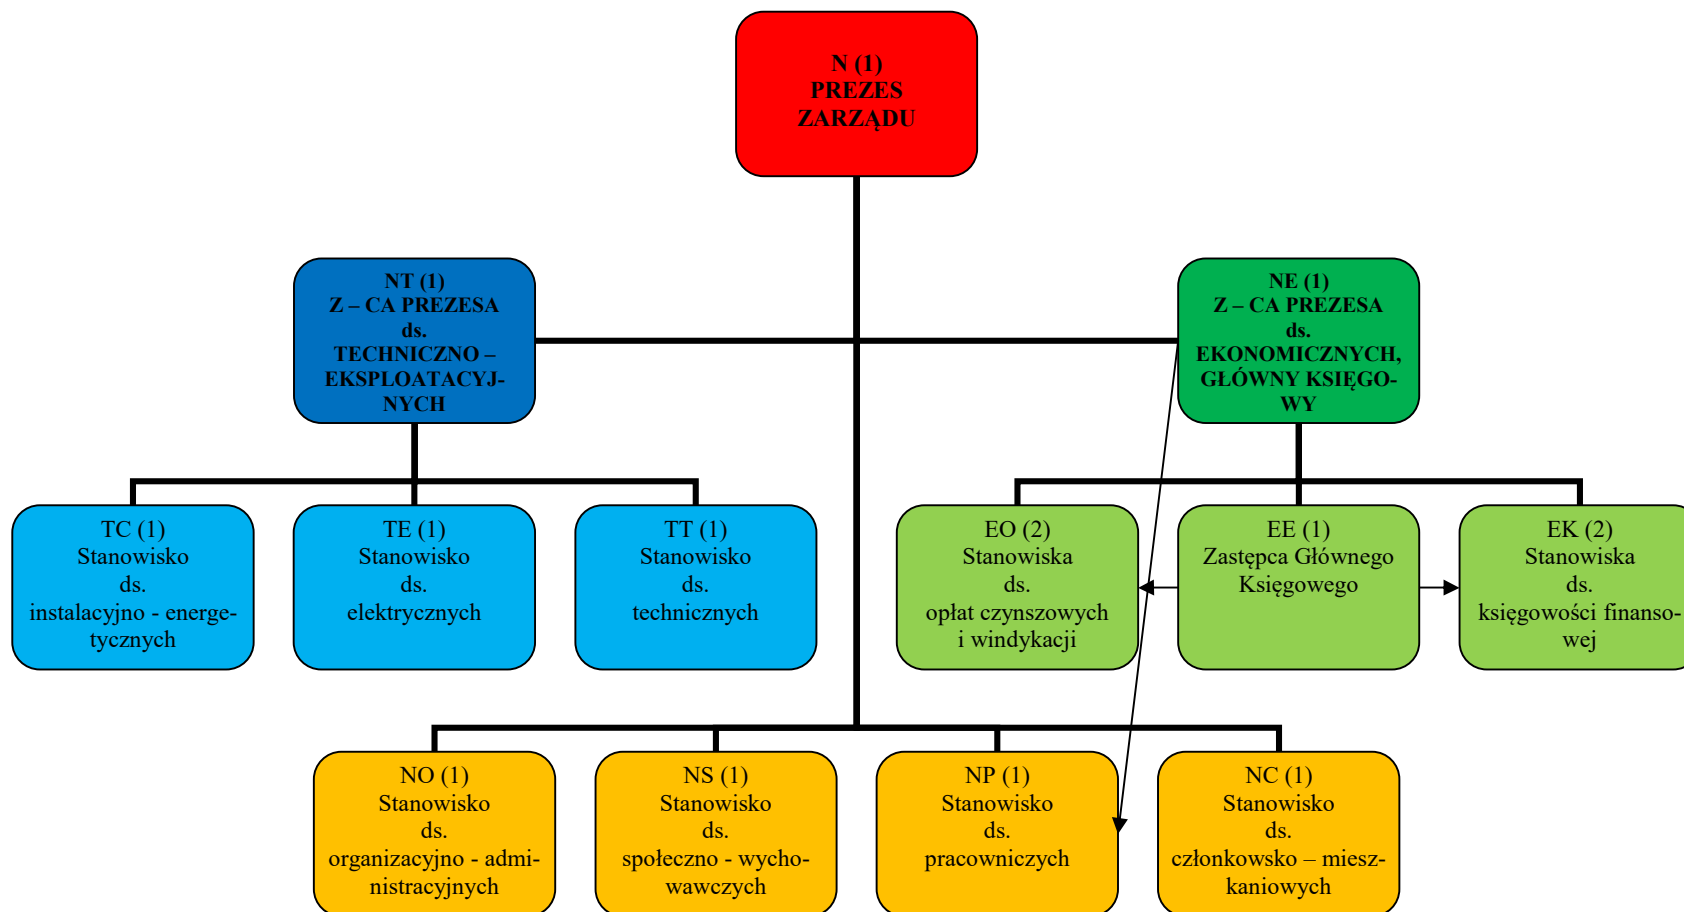 N (1)
PREZES
ZARZĄDU
NT (1)
Z – CA PREZESA
ds.
TECHNICZNO –
EKSPLOATACYJ-
NYCH
NE (1)
Z – CA PREZESA
ds.
EKONOMICZNYCH,
GŁÓWNY KSIĘGO-
WY
TC (1)
Stanowisko
ds.
instalacyjno - energe-
tycznych
TE (1)
Stanowisko
ds.
elektrycznych
TT (1)
Stanowisko
ds.
technicznych
EO (2)
Stanowiska
ds.
opłat czynszowych
i windykacji
EE (1)
Zastępca Głównego
Księgowego
EK (2)
Stanowiska
ds.
księgowości finanso-
wej
NO (1)
Stanowisko
ds.
organizacyjno - admi-
nistracyjnych
NS (1)
Stanowisko
ds.
społeczno - wycho-
wawczych
NP (1)
Stanowisko
ds.
pracowniczych
NC (1)
Stanowisko
ds.
członkowsko – miesz-
kaniowych